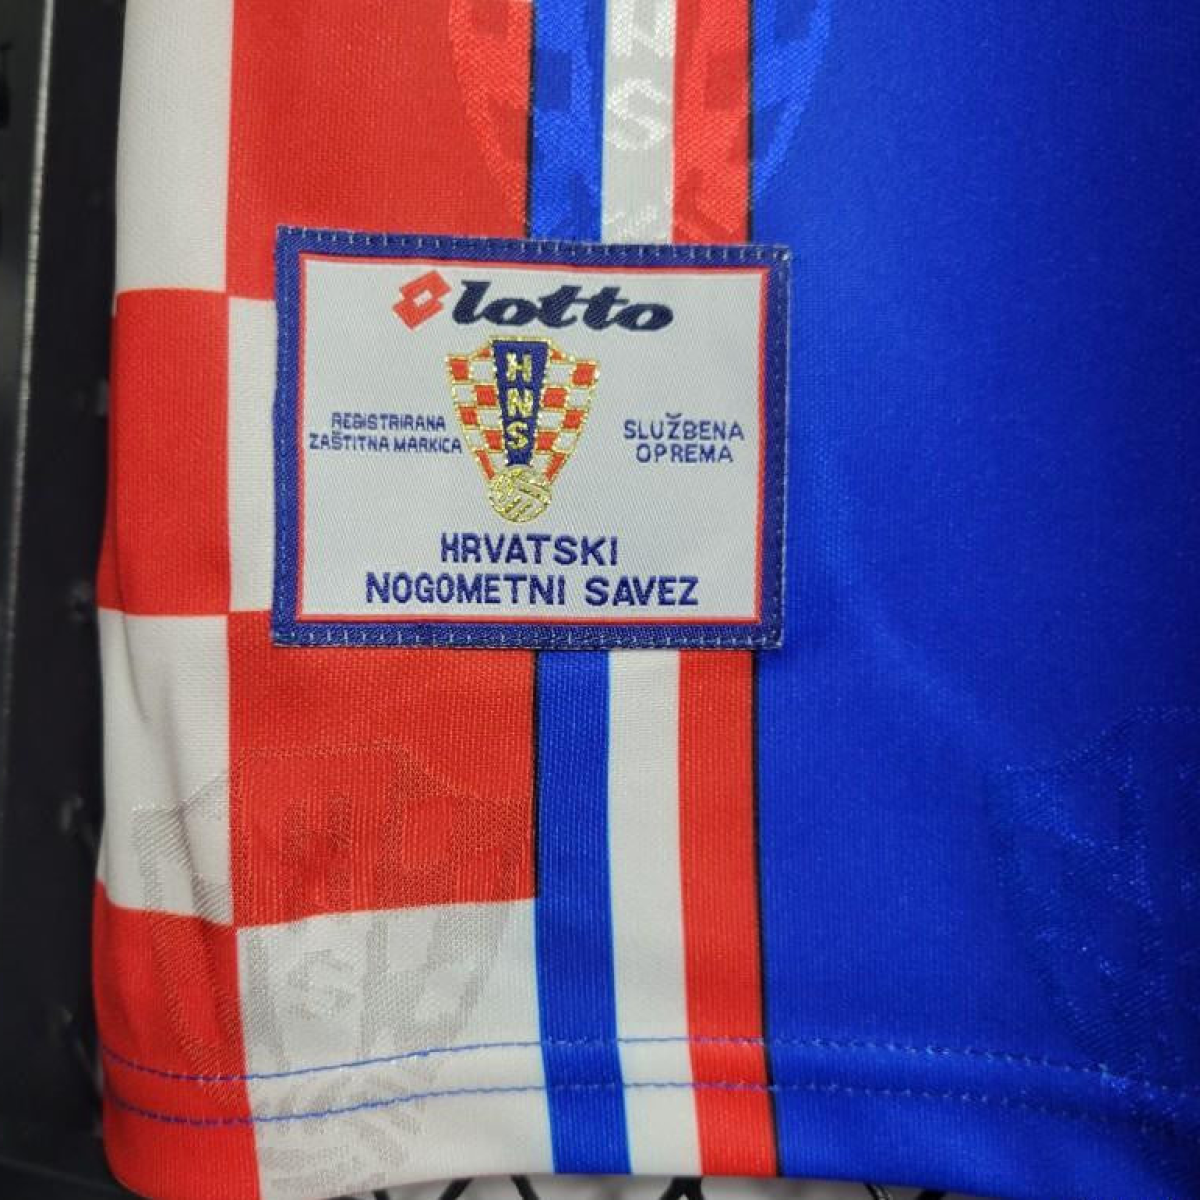 lotto
HNS
REGISTRIRANA
ZAŠTITNA MARKICA
SLUŽBENA
OPREMA
HRVATSKI
NOGOMETNI SAVEZ